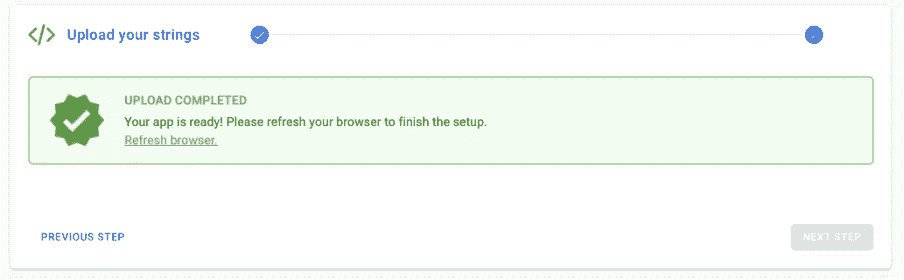 Upload your strings
UPLOAD COMPLETED
Your app is ready! Please refresh your browser to finish the setup.
Refresh browser.
PREVIOUS STEP
NEXT STEP